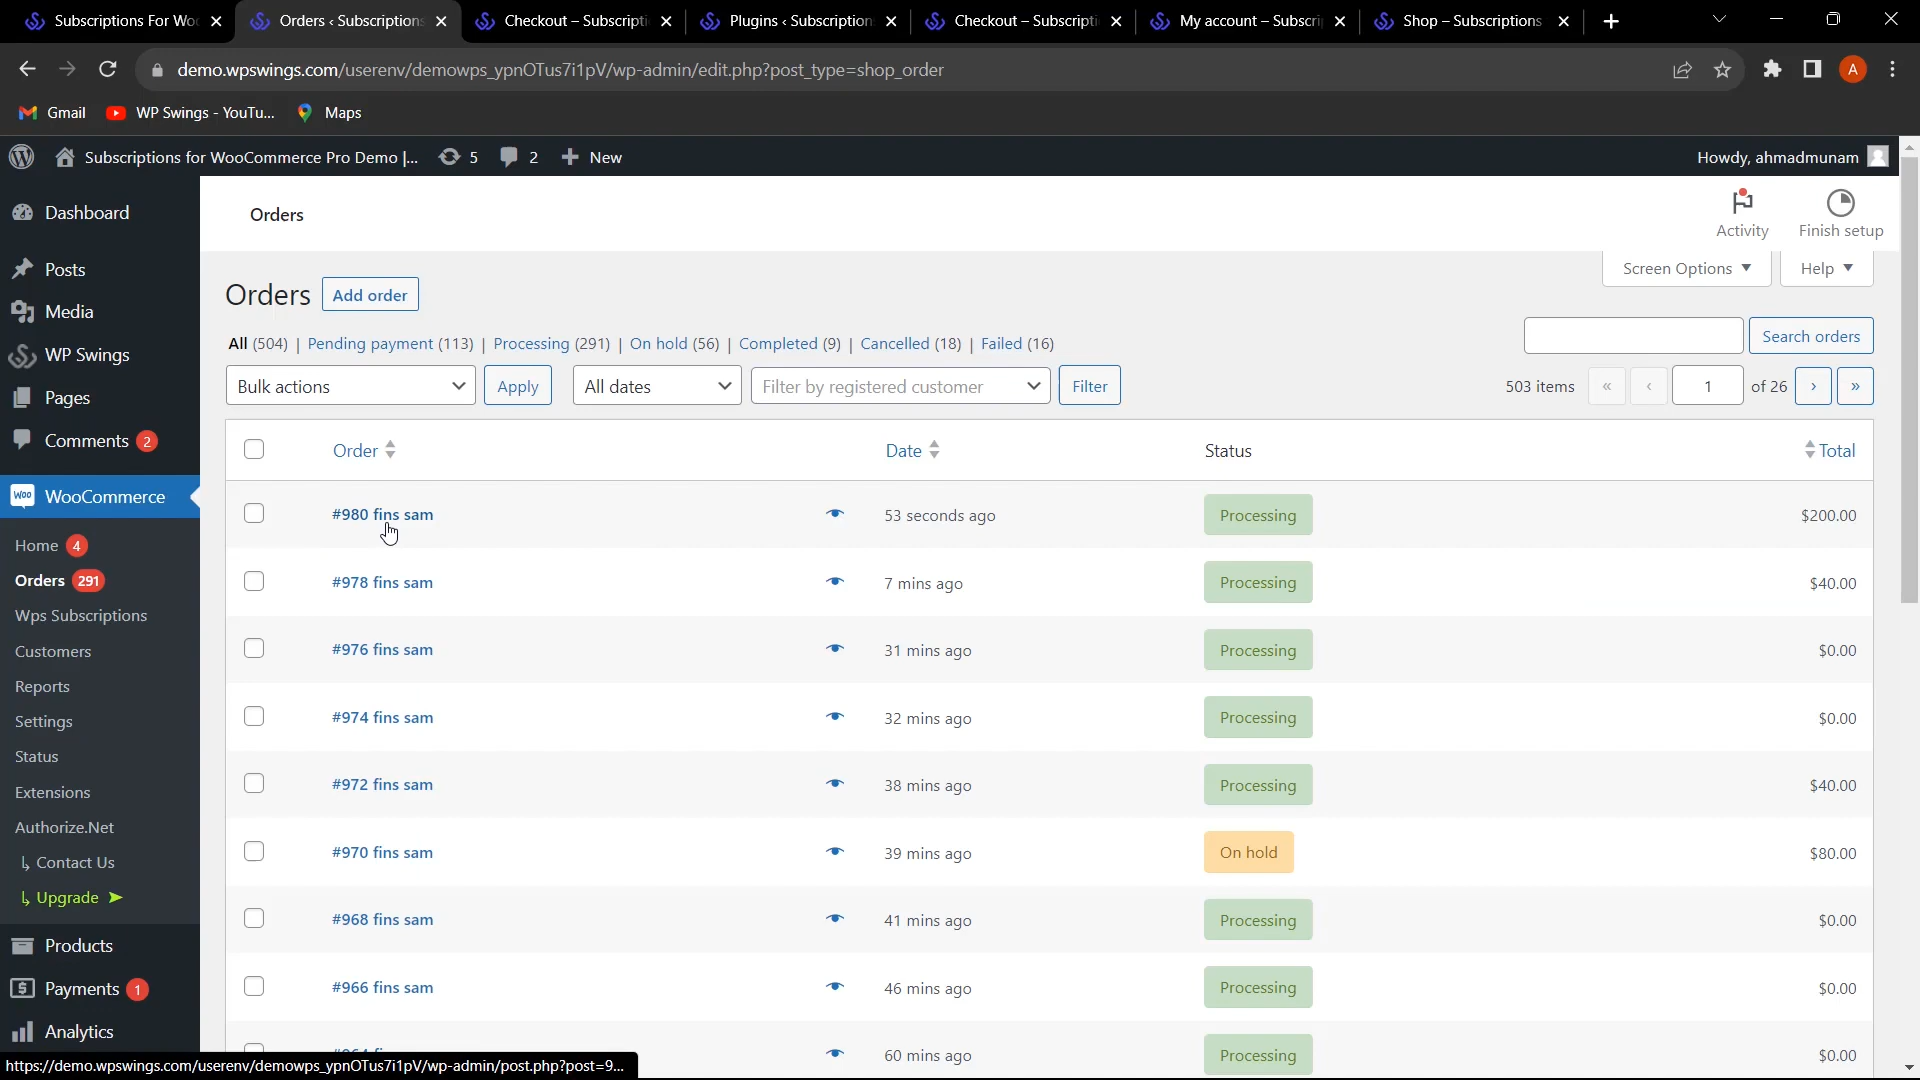 Subscriptions For Woo
Orders ‹ Subscriptions
Checkout – Subscripti
Plugins ‹ Subscription
Checkout – Subscripti
My account – Subscri
Shop – Subscriptions
demo.wpswings.com/userenv/demowps_ypnOTus7i1pV/wp-admin/edit.php?post_type=shop_order
A
Gmail WP Swings - YouTu... Maps
Subscriptions for WooCommerce Pro Demo |... 5 2 New
Howdy, ahmadmunam
Dashboard
Posts
Media
WP Swings
Pages
Comments 2
WooCommerce
Home 4
Orders 291
Wps Subscriptions
Customers
Reports
Settings
Status
Extensions
Authorize.Net
↳ Contact Us
↳ Upgrade ➤
Products
Payments 1
Analytics
Orders
Activity
Finish setup
Screen Options Help
Orders Add order
All (504) | Pending payment (113) | Processing (291) | On hold (56) | Completed (9) | Cancelled (18) | Failed (16)
Search orders
Bulk actions Apply All dates Filter by registered customer Filter
503 items « ‹ 1 of 26 › »
Order Date Status Total
#980 fins sam 53 seconds ago Processing $200.00
#978 fins sam 7 mins ago Processing $40.00
#976 fins sam 31 mins ago Processing $0.00
#974 fins sam 32 mins ago Processing $0.00
#972 fins sam 38 mins ago Processing $40.00
#970 fins sam 39 mins ago On hold $80.00
#968 fins sam 41 mins ago Processing $0.00
#966 fins sam 46 mins ago Processing $0.00
60 mins ago Processing $0.00
https://demo.wpswings.com/userenv/demowps_ypnOTus7i1pV/wp-admin/post.php?post=9...